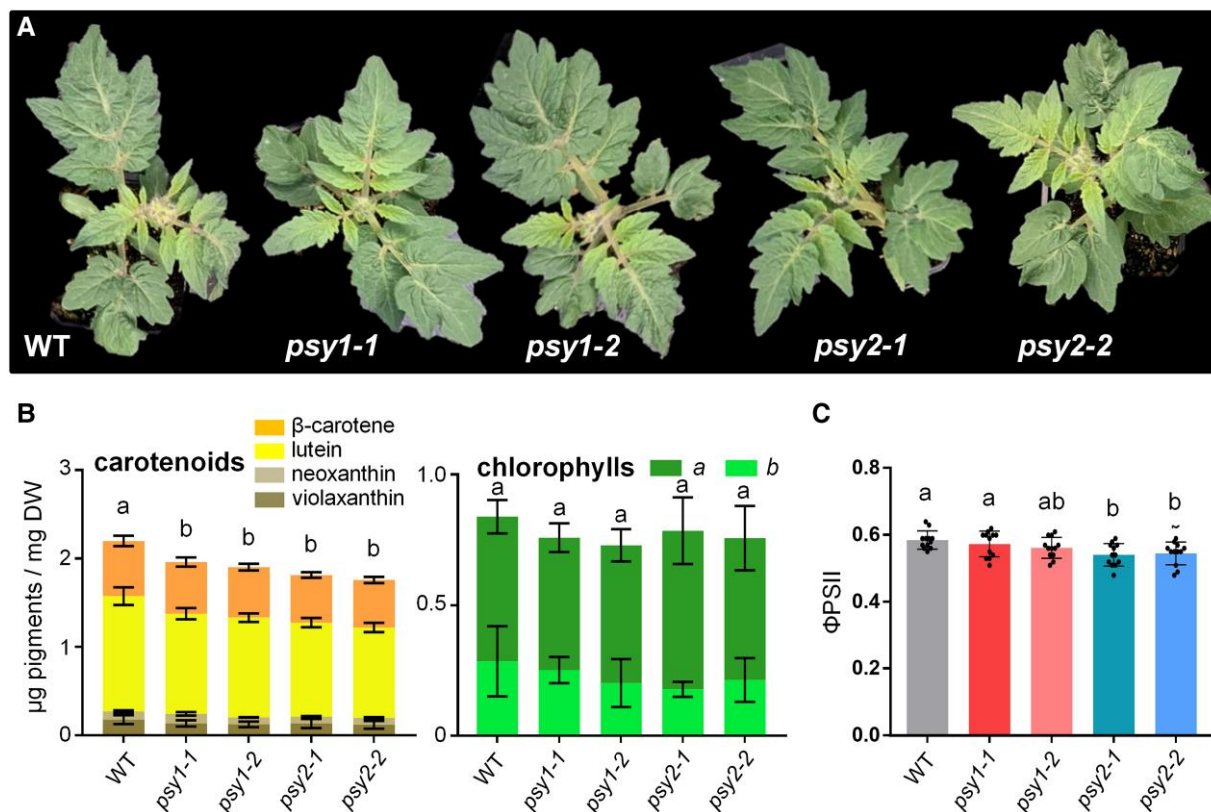 A
WT
psy1-1
psy1-2
psy2-1
psy2-2
B
β-carotene
lutein
neoxanthin
violaxanthin
carotenoids
µg pigments / mg DW
3
2
1
0
a
b
b
b
b
WT
psy1-1
psy1-2
psy2-1
psy2-2
chlorophylls
a
b
1.0
0.5
0
a
a
a
a
a
WT
psy1-1
psy1-2
psy2-1
psy2-2
C
ΦPSII
0.8
0.6
0.4
0.2
0.0
a
a
ab
b
b
~
WT
psy1-1
psy1-2
psy2-1
psy2-2